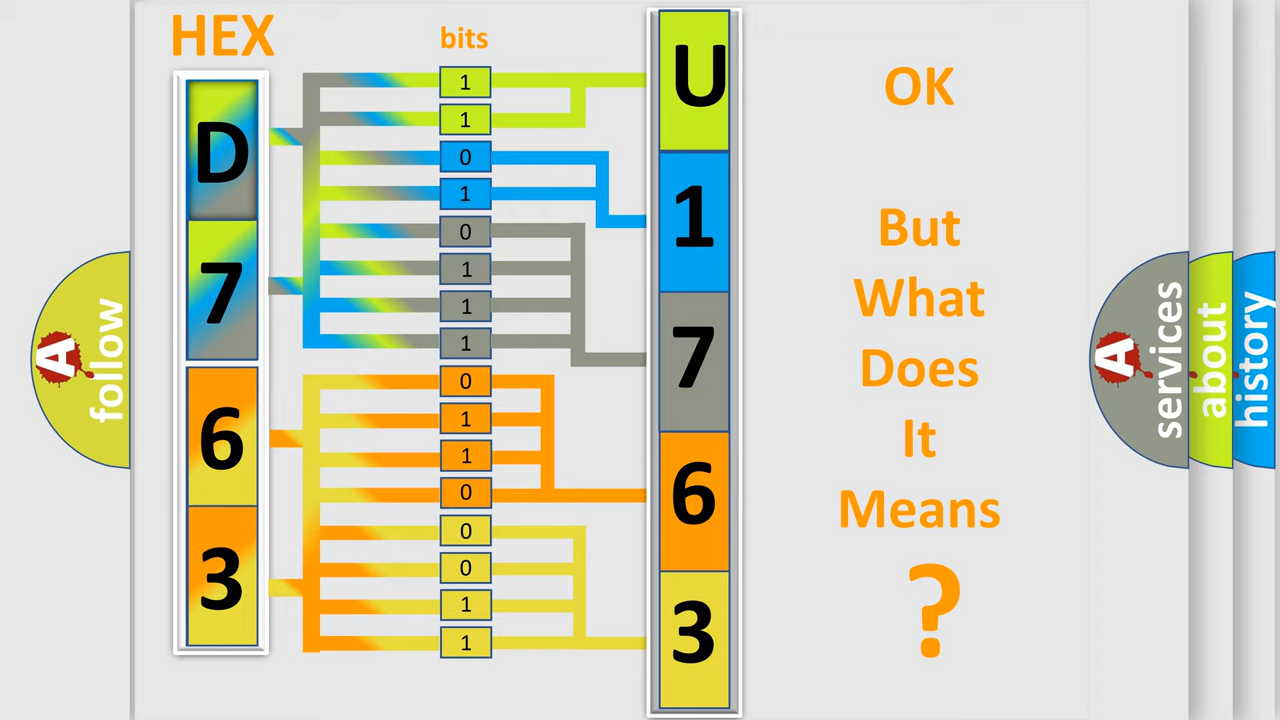 HEX
bits
D
7
6
3
1
1
0
1
0
1
1
1
0
1
1
0
0
0
1
1
U
1
7
6
3
OK
But
What
Does
It
Means
?
A
follow
A
services
about
history